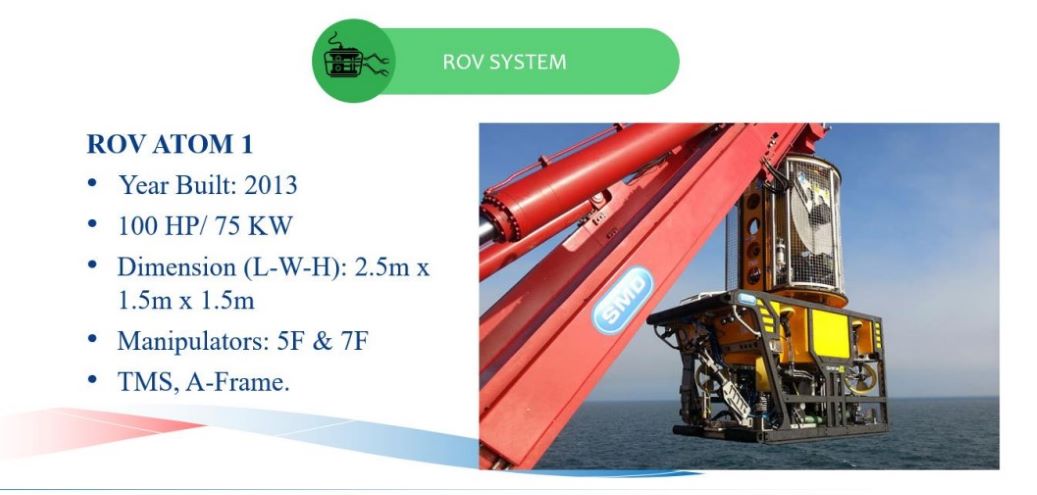 ROV SYSTEM
ROV ATOM 1
• Year Built: 2013
• 100 HP/ 75 KW
• Dimension (L-W-H): 2.5m x
1.5m x 1.5m
• Manipulators: 5F & 7F
• TMS, A-Frame.
SMD
SMD